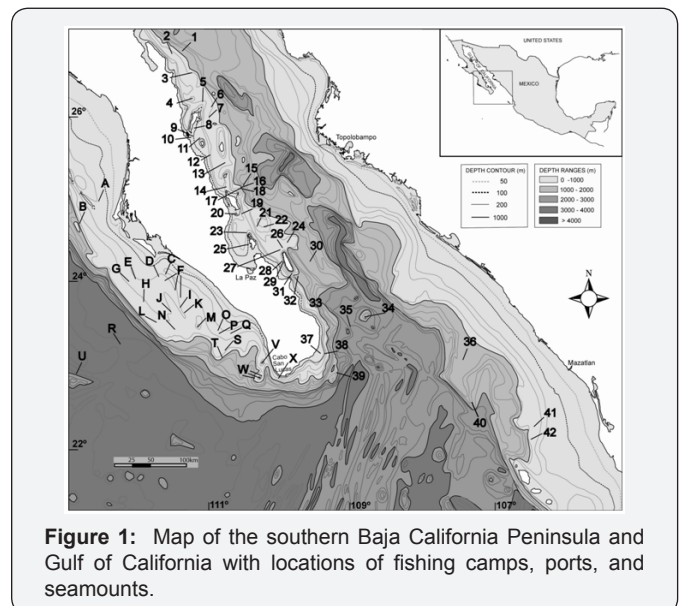 UNITED STATES
MEXICO
2
1
3
5
4
6
7
26°
9
8
10
11
12
13
Topolobampo
DEPTH CONTOUR (m)
50
100
200
1000
DEPTH RANGES (m)
0 -1000
1000 - 2000
2000 - 3000
3000 - 4000
> 4000
15
A
16
14
18
17
B
19
20
21
22
24
23
26
25
30
D
C
E
F
27
28
La Paz
G
29
24°
31
H
32
N
I
J
K
33
35
34
L
N
M
O
P
Q
R
37
36
S
V
38
T
U
X
Cabo
San
Lucas
Mazatlan
W
39
40
41
42
22°
25 50 100km
111°
109°
107°
Figure 1: Map of the southern Baja California Peninsula and
Gulf of California with locations of fishing camps, ports, and
seamounts.